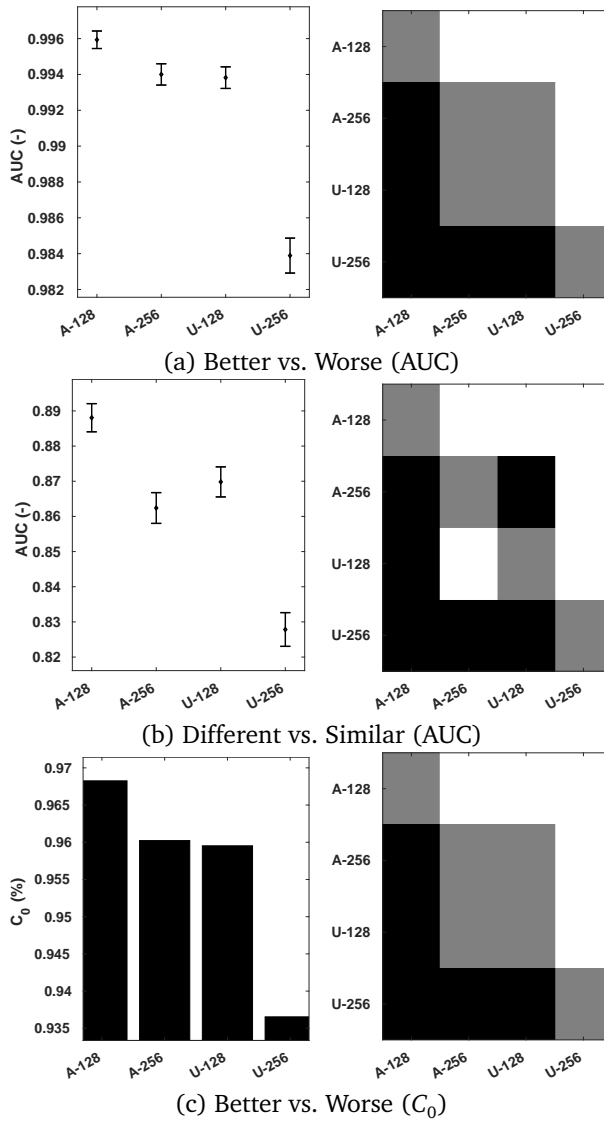 0.996
0.994
0.992
0.99
0.988
0.986
0.984
0.982
AUC (-)
A-128
A-256
U-128
U-256
A-128
A-256
U-128
U-256
A-128
A-256
U-128
U-256
(a) Better vs. Worse (AUC)
0.89
0.88
0.87
0.86
0.85
0.84
0.83
0.82
AUC (-)
A-128
A-256
U-128
U-256
A-128
A-256
U-128
U-256
A-128
A-256
U-128
U-256
(b) Different vs. Similar (AUC)
0.97
0.965
0.96
0.955
0.95
0.945
0.94
0.935
C₀ (%)
A-128
A-256
U-128
U-256
A-128
A-256
U-128
U-256
A-128
A-256
U-128
U-256
(c) Better vs. Worse (C₀)